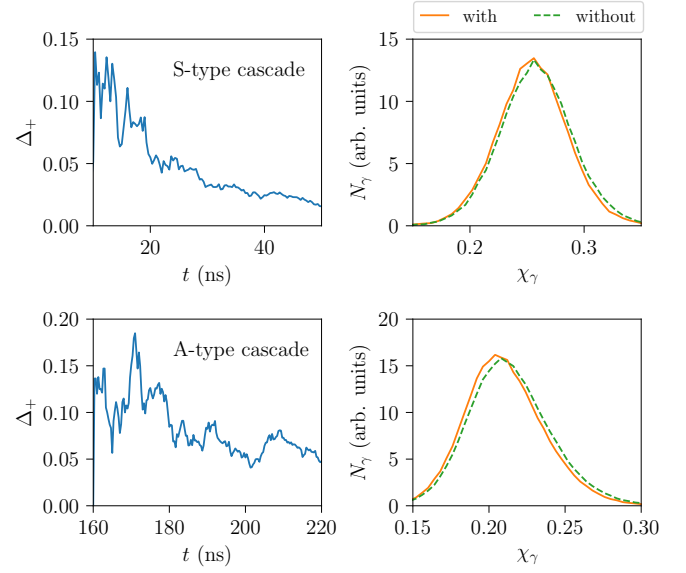 with without
0.15
0.10
0.05
0.00
Δ+
S-type cascade
20 40
t (ns)
15
10
5
0
Nγ (arb. units)
0.2 0.3
χγ
0.20
0.15
0.10
0.05
0.00
Δ+
A-type cascade
160 180 200 220
t (ns)
20
15
10
5
0
Nγ (arb. units)
0.15 0.20 0.25 0.30
χγ